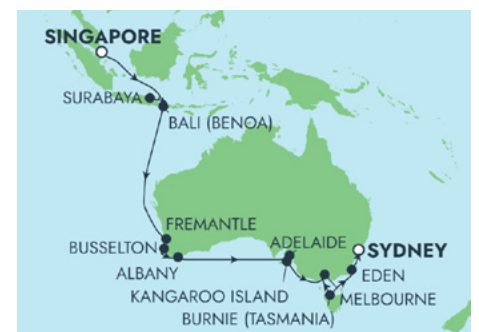 SINGAPORE
SURABAYA
BALI (BENOA)
FREMANTLE
BUSSELTON
ADELAIDE
SYDNEY
ALBANY
EDEN
KANGAROO ISLAND
MELBOURNE
BURNIE (TASMANIA)